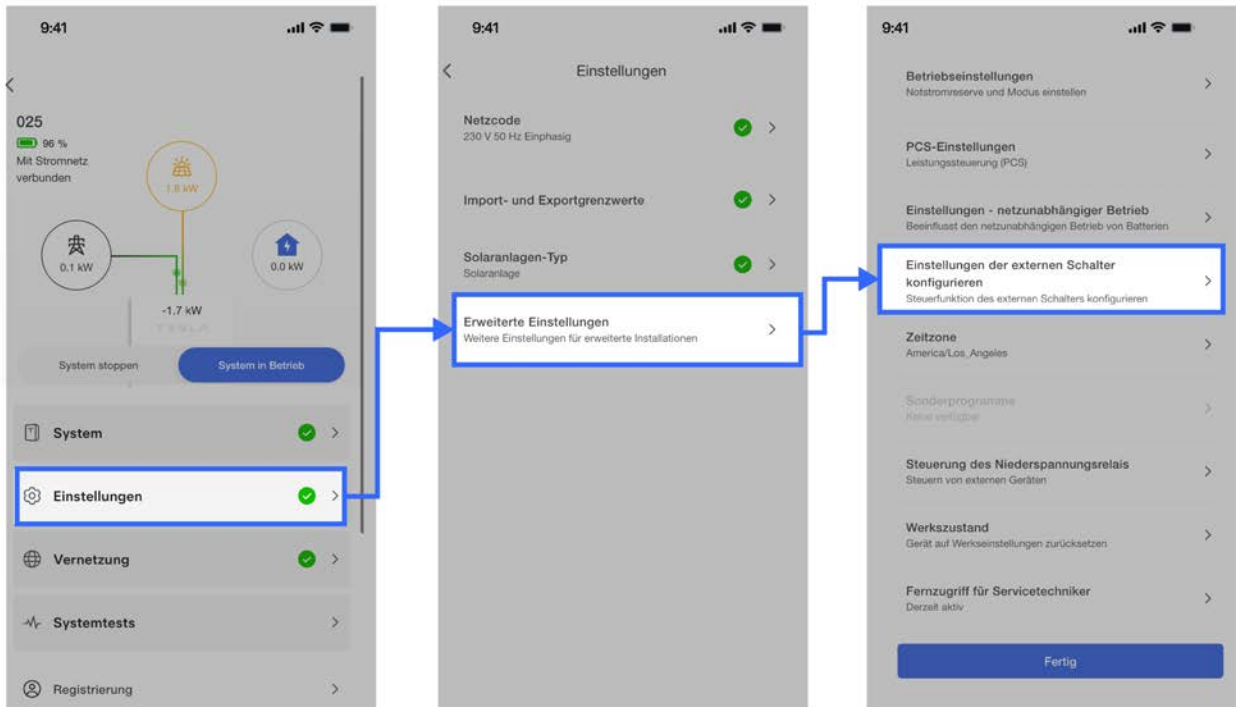 9:41
025
96 %
Mit Stromnetz
verbunden
1.8 kW
0.1 kW
0.0 kW
-1.7 kW
TESLA
System stoppen
System in Betrieb
System
Einstellungen
Vernetzung
Systemtests
Registrierung
9:41
Einstellungen
Netzcode
230 V 50 Hz Einphasig
Import- und Exportgrenzwerte
Solaranlagen-Typ
Solaranlage
Erweiterte Einstellungen
Weitere Einstellungen für erweiterte Installationen
9:41
Betriebseinstellungen
Notstromreserve und Modus einstellen
PCS-Einstellungen
Leistungssteuerung (PCS)
Einstellungen - netzunabhängiger Betrieb
Beeinflusst den netzunabhängigen Betrieb von Batterien
Einstellungen der externen Schalter
konfigurieren
Steuerfunktion des externen Schalters konfigurieren
Zeitzone
America/Los_Angeles
Sonderprogramme
Keine verfügbar
Steuerung des Niederspannungsrelais
Steuern von externen Geräten
Werkszustand
Gerät auf Werkseinstellungen zurücksetzen
Fernzugriff für Servicetechniker
Derzeit aktiv
Fertig